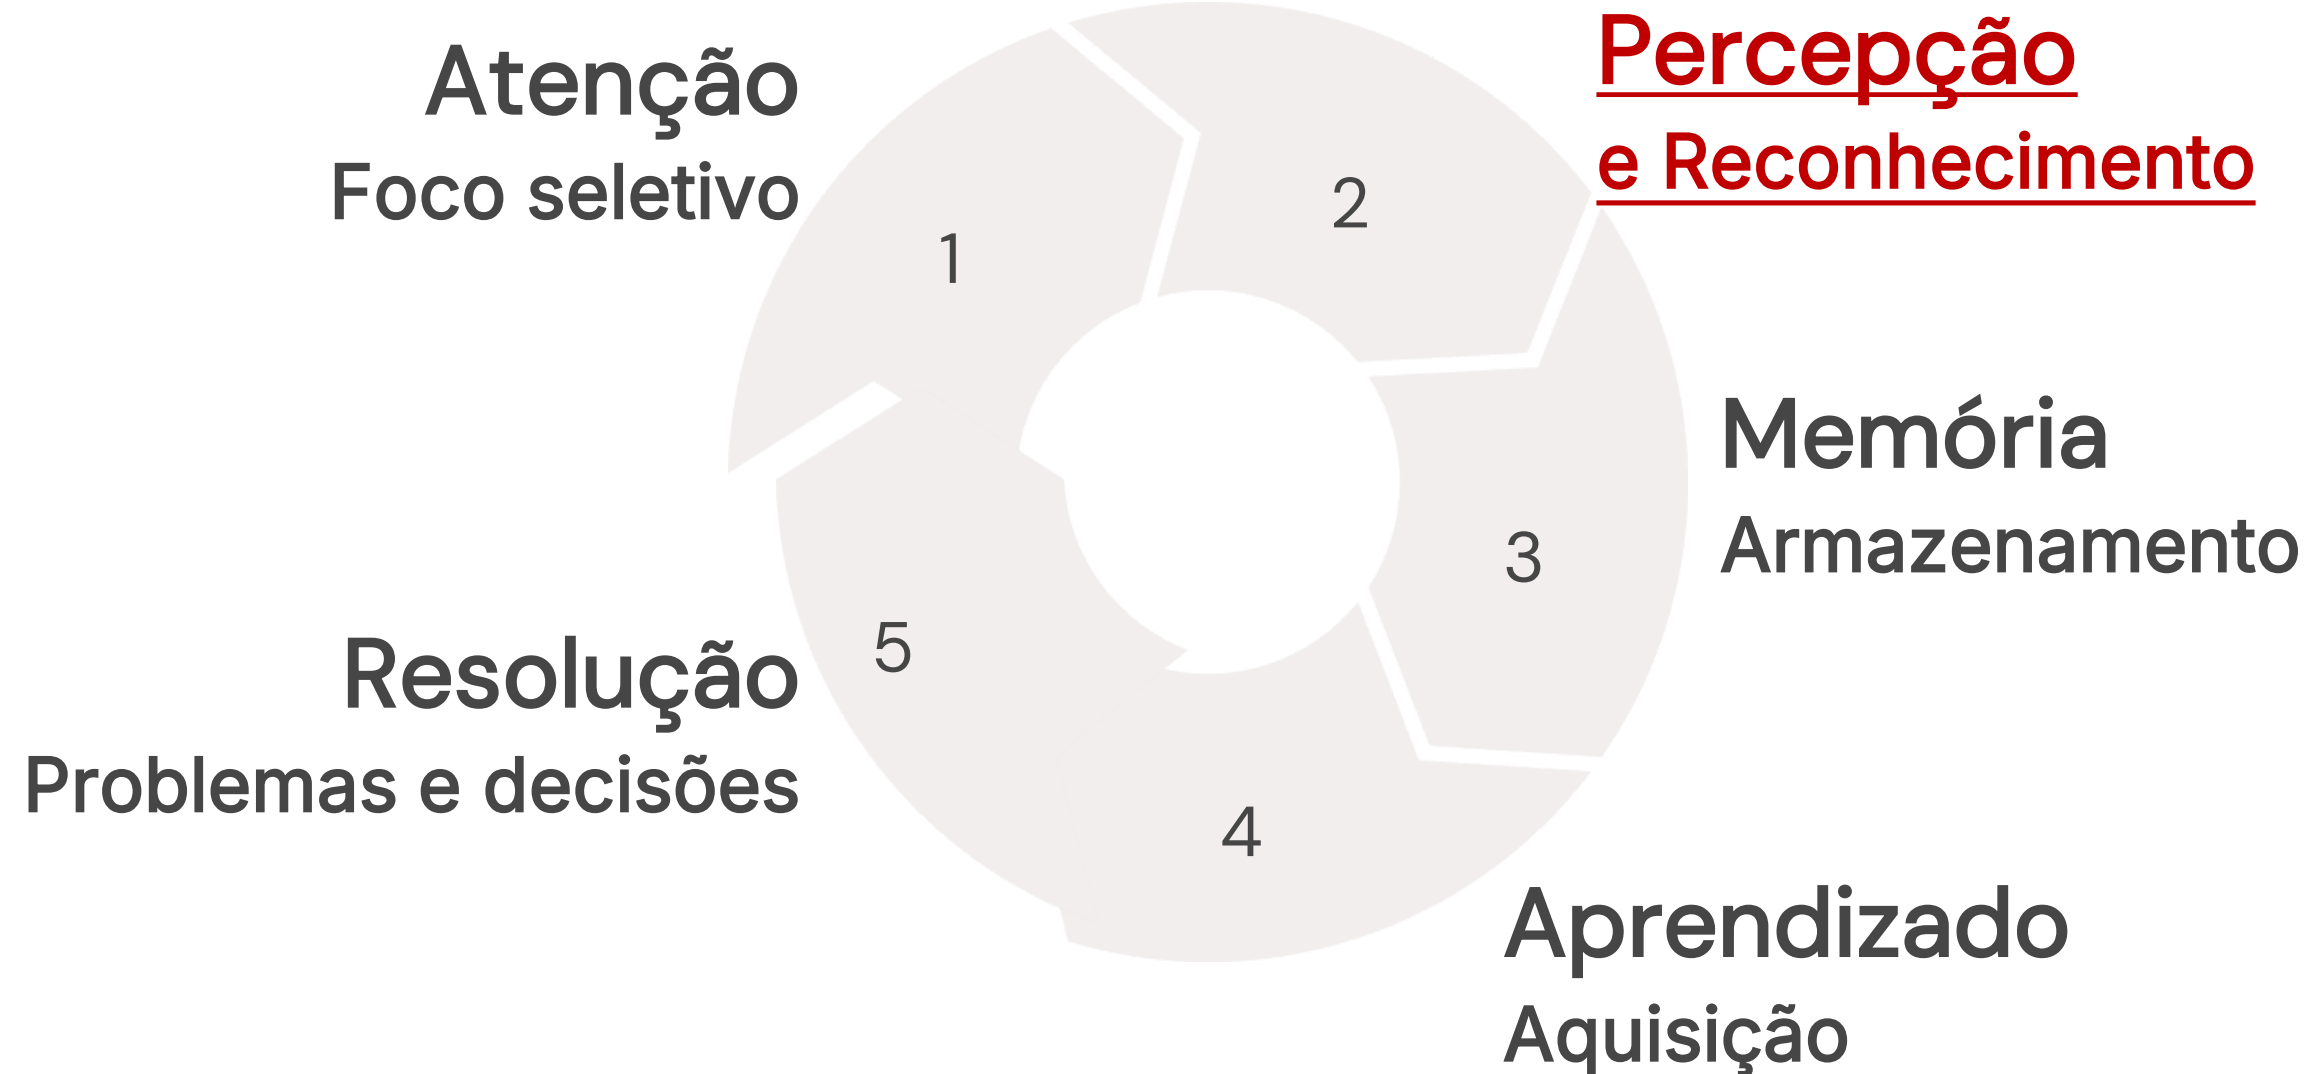 1
Atenção
Foco seletivo
2
Percepção
e Reconhecimento
3
Memória
Armazenamento
4
Aprendizado
Aquisição
5
Resolução
Problemas e decisões